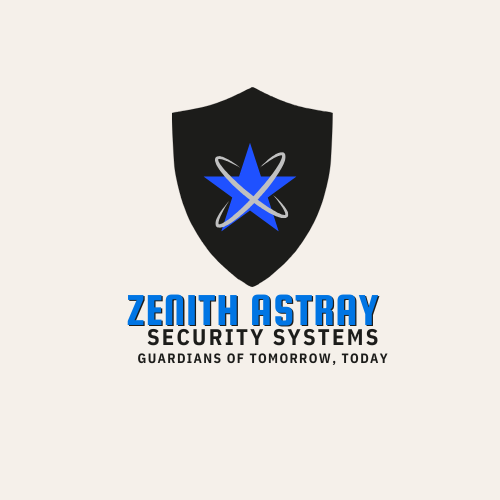 ZENITH ASTRAY
SECURITY SYSTEMS
GUARDIANS OF TOMORROW, TODAY